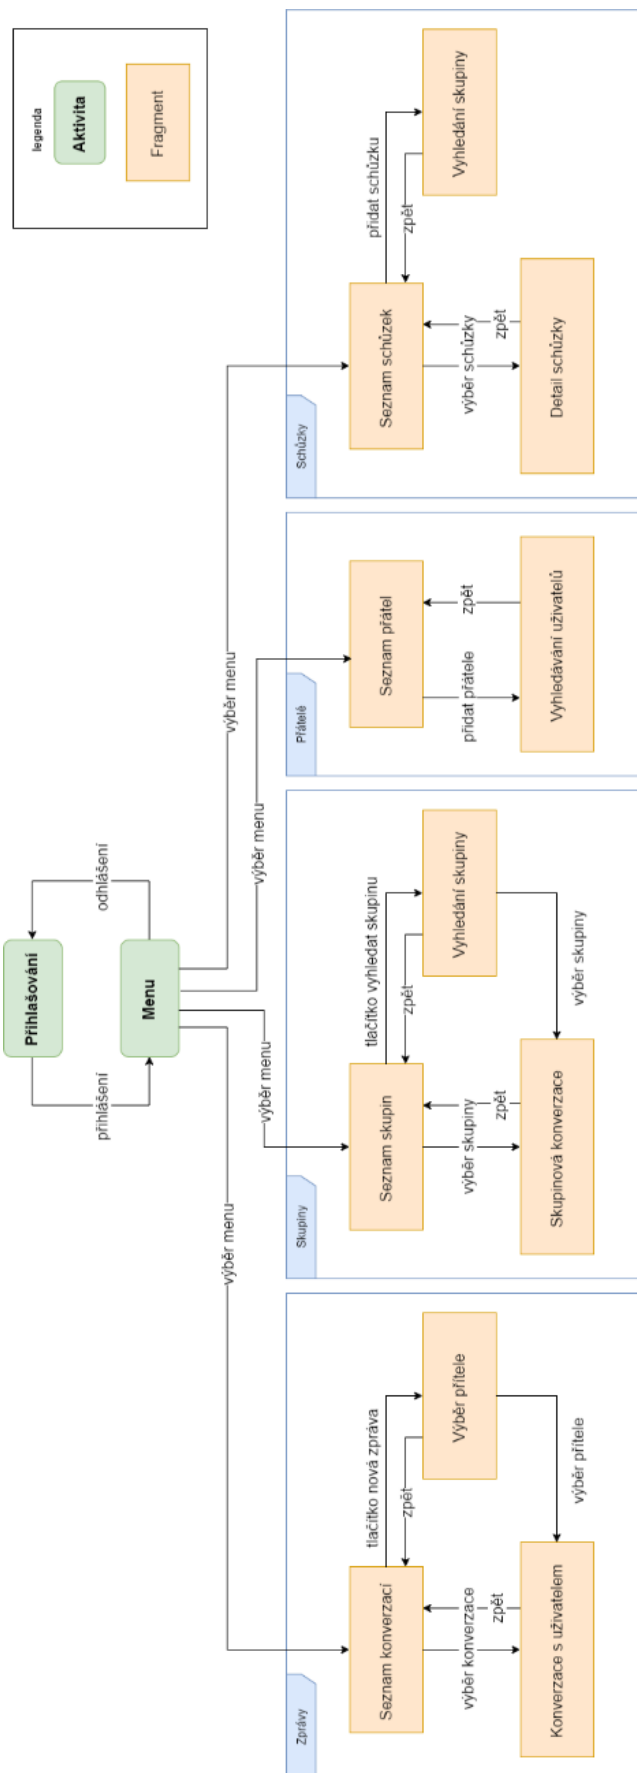 legenda
Aktivita
Fragment
Přihlašování
přihlášení
odhlášení
Menu
výběr menu
výběr menu
výběr menu
výběr menu
Zprávy
Seznam konverzací
tlačítko nová zpráva
zpět
Výběr přítele
výběr konverzace
zpět
výběr přítele
Konverzace s uživatelem
Skupiny
Seznam skupin
tlačítko vyhledat skupinu
zpět
Vyhledání skupiny
výběr skupiny
zpět
výběr skupiny
Skupinová konverzace
Přátelé
Seznam přátel
přidat přátele
zpět
Vyhledávání uživatelů
Schůzky
Seznam schůzek
přidat schůzku
zpět
Vyhledání skupiny
výběr schůzky
zpět
Detail schůzky